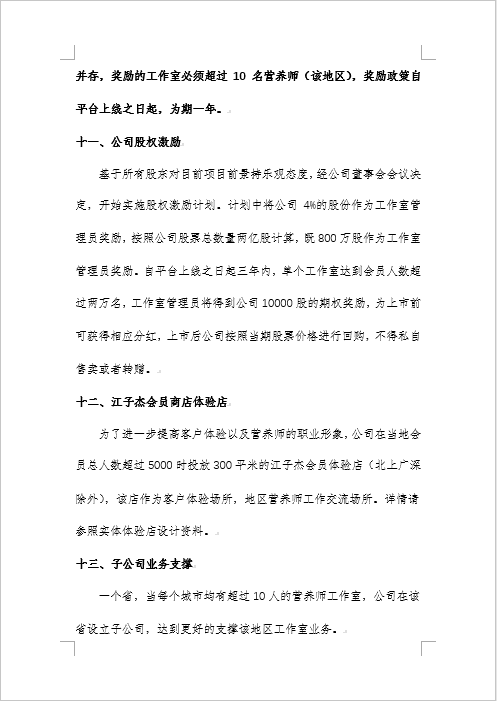 并存，奖励的工作室必须超过 10 名营养师（该地区），奖励政策自
平台上线之日起，为期一年。
十一、公司股权激励
基于所有股东对目前项目前景持乐观态度，经公司董事会会议决
定，开始实施股权激励计划。计划中将公司 4%的股份作为工作室管
理员奖励，按照公司股票总数量两亿股计算，既 800 万股作为工作室
管理员奖励。自平台上线之日起三年内，单个工作室达到会员人数超
过两万名，工作室管理员将得到公司 10000 股的期权奖励，为上市前
可获得相应分红，上市后公司按照当期股票价格进行回购，不得私自
售卖或者转赠。
十二、江子杰会员商店体验店
为了进一步提高客户体验以及营养师的职业形象，公司在当地会
员总人数超过 5000 时投放 300 平米的江子杰会员体验店（北上广深
除外），该店作为客户体验场所，地区营养师工作交流场所。详情请
参照实体体验店设计资料。
十三、子公司业务支撑
一个省，当每个城市均有超过 10 人的营养师工作室，公司在该
省设立子公司，达到更好的支撑该地区工作室业务。